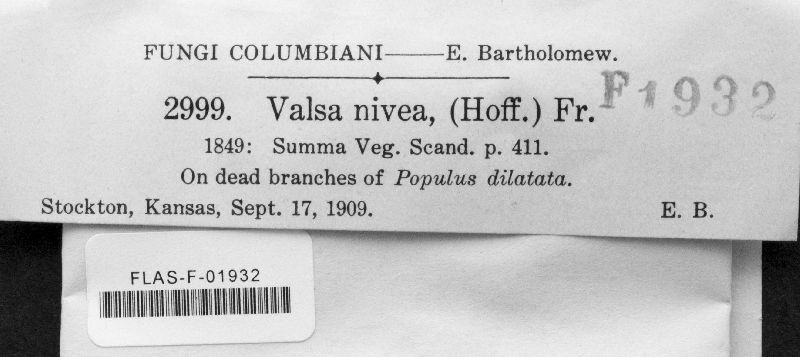 FUNGI COLUMBIANI——E. Bartholomew.
2999. Valsa nivea, (Hoff.) Fr.
F1932
1849: Summa Veg. Scand. p. 411.
On dead branches of Populus dilatata.
Stockton, Kansas, Sept. 17, 1909. E. B.
FLAS-F-01932